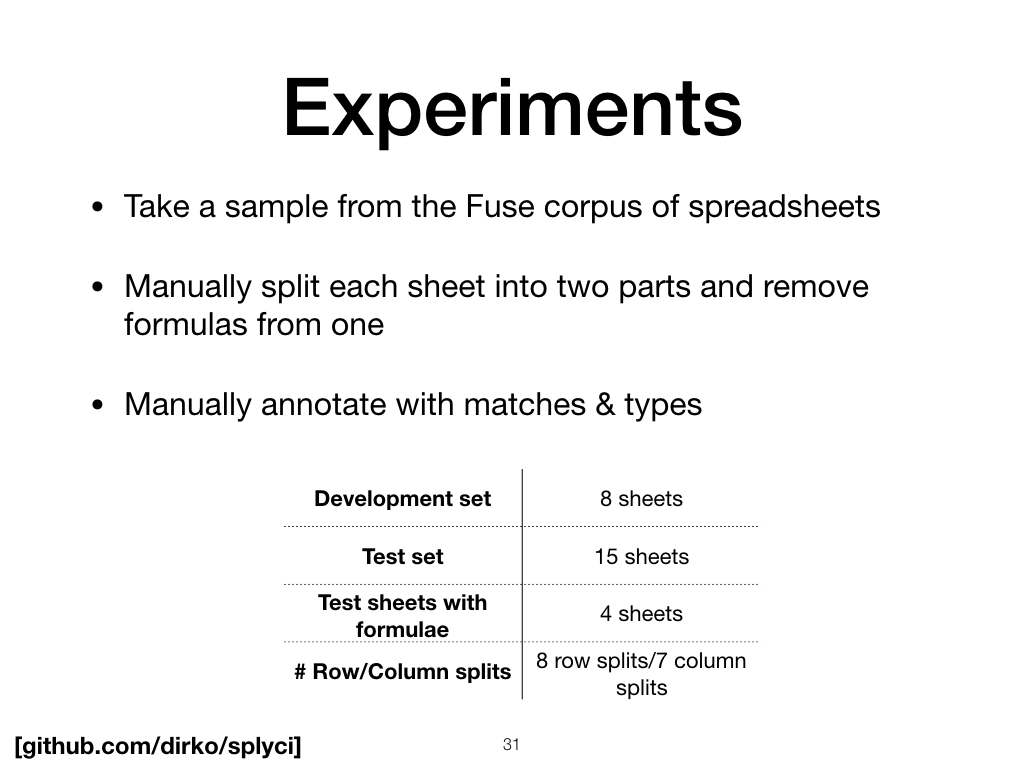 Experiments
• Take a sample from the Fuse corpus of spreadsheets
• Manually split each sheet into two parts and remove
formulas from one
• Manually annotate with matches & types
Development set 8 sheets
Test set 15 sheets
Test sheets with
formulae 4 sheets
# Row/Column splits 8 row splits/7 column
splits
[github.com/dirko/splyci]
31